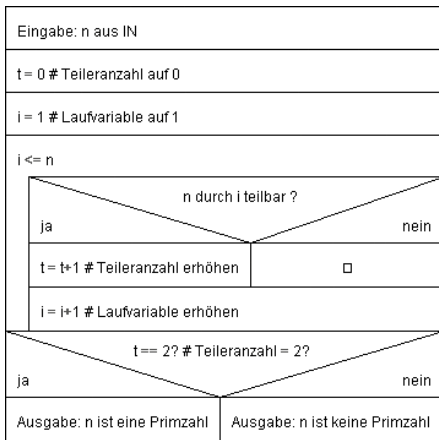 Eingabe: n aus IN
t = 0 # Teileranzahl auf 0
i = 1 # Laufvariable auf 1
i <= n
n durch i teilbar ?
ja
nein
t = t+1 # Teileranzahl erhöhen
i = i+1 # Laufvariable erhöhen
t == 2? # Teileranzahl = 2?
ja
nein
Ausgabe: n ist eine Primzahl
Ausgabe: n ist keine Primzahl